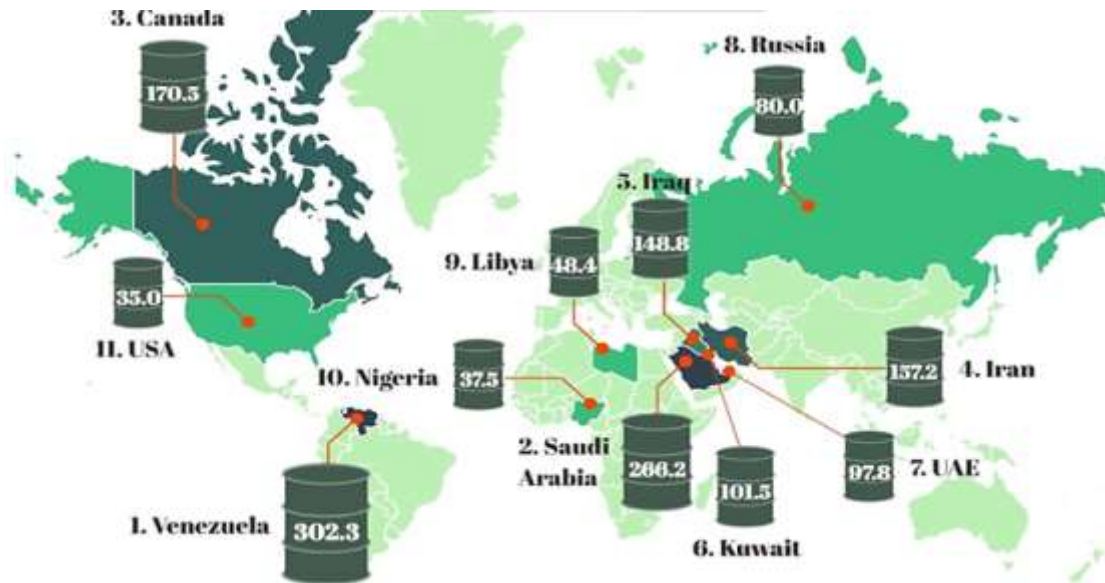 3. Canada
170.5
8. Russia
80.0
5. Iraq
148.8
9. Libya
48.4
35.0
11. USA
10. Nigeria
37.5
157.2
4. Iran
2. Saudi
Arabia
266.2
101.5
6. Kuwait
97.8
7. UAE
1. Venezuela
302.3